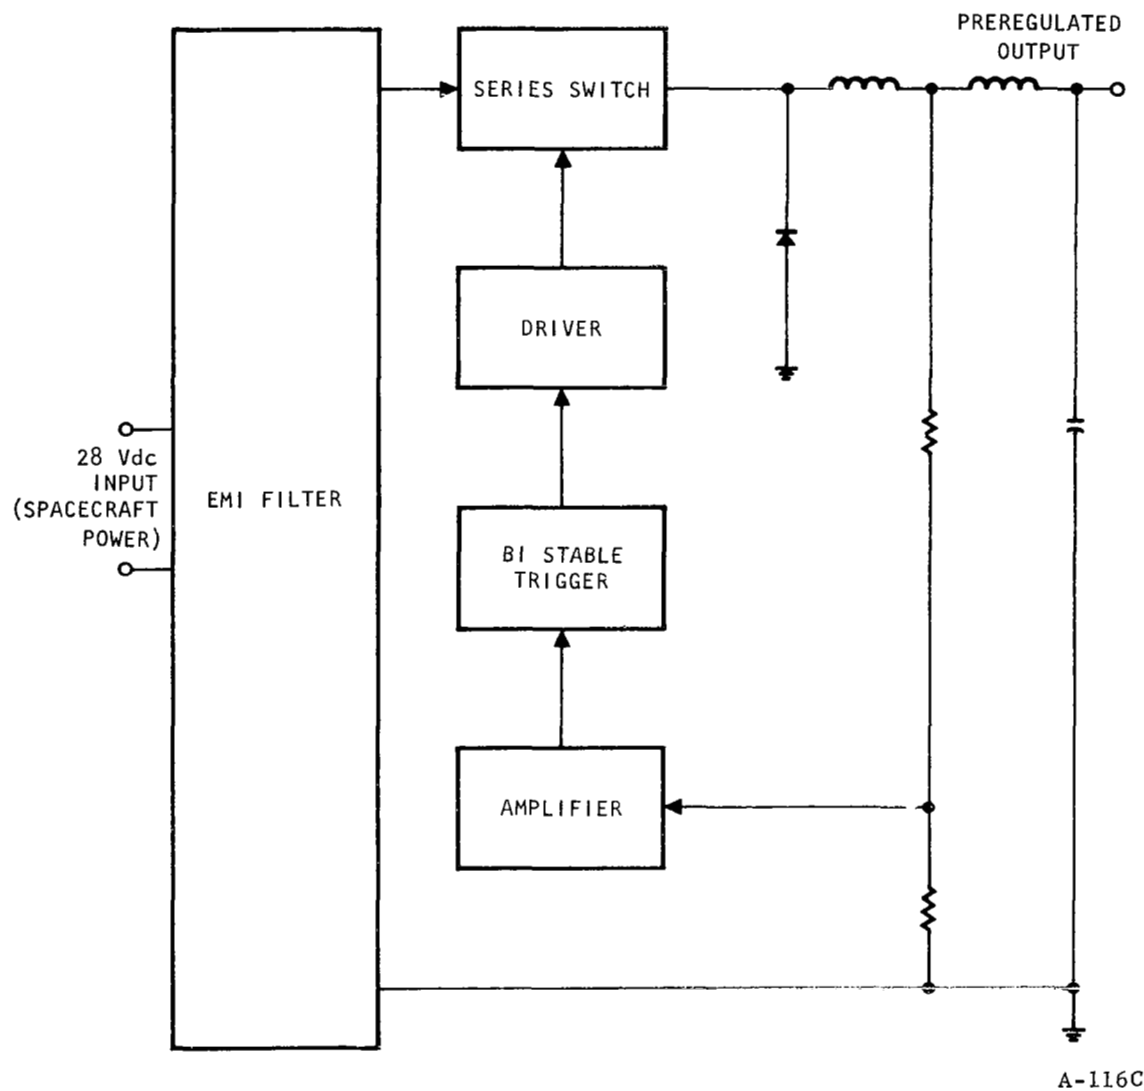 PREREGULATED
OUTPUT
SERIES SWITCH
DRIVER
28 Vdc
INPUT
(SPACECRAFT
POWER)
EMI FILTER
BI STABLE
TRIGGER
AMPLIFIER
A-116C